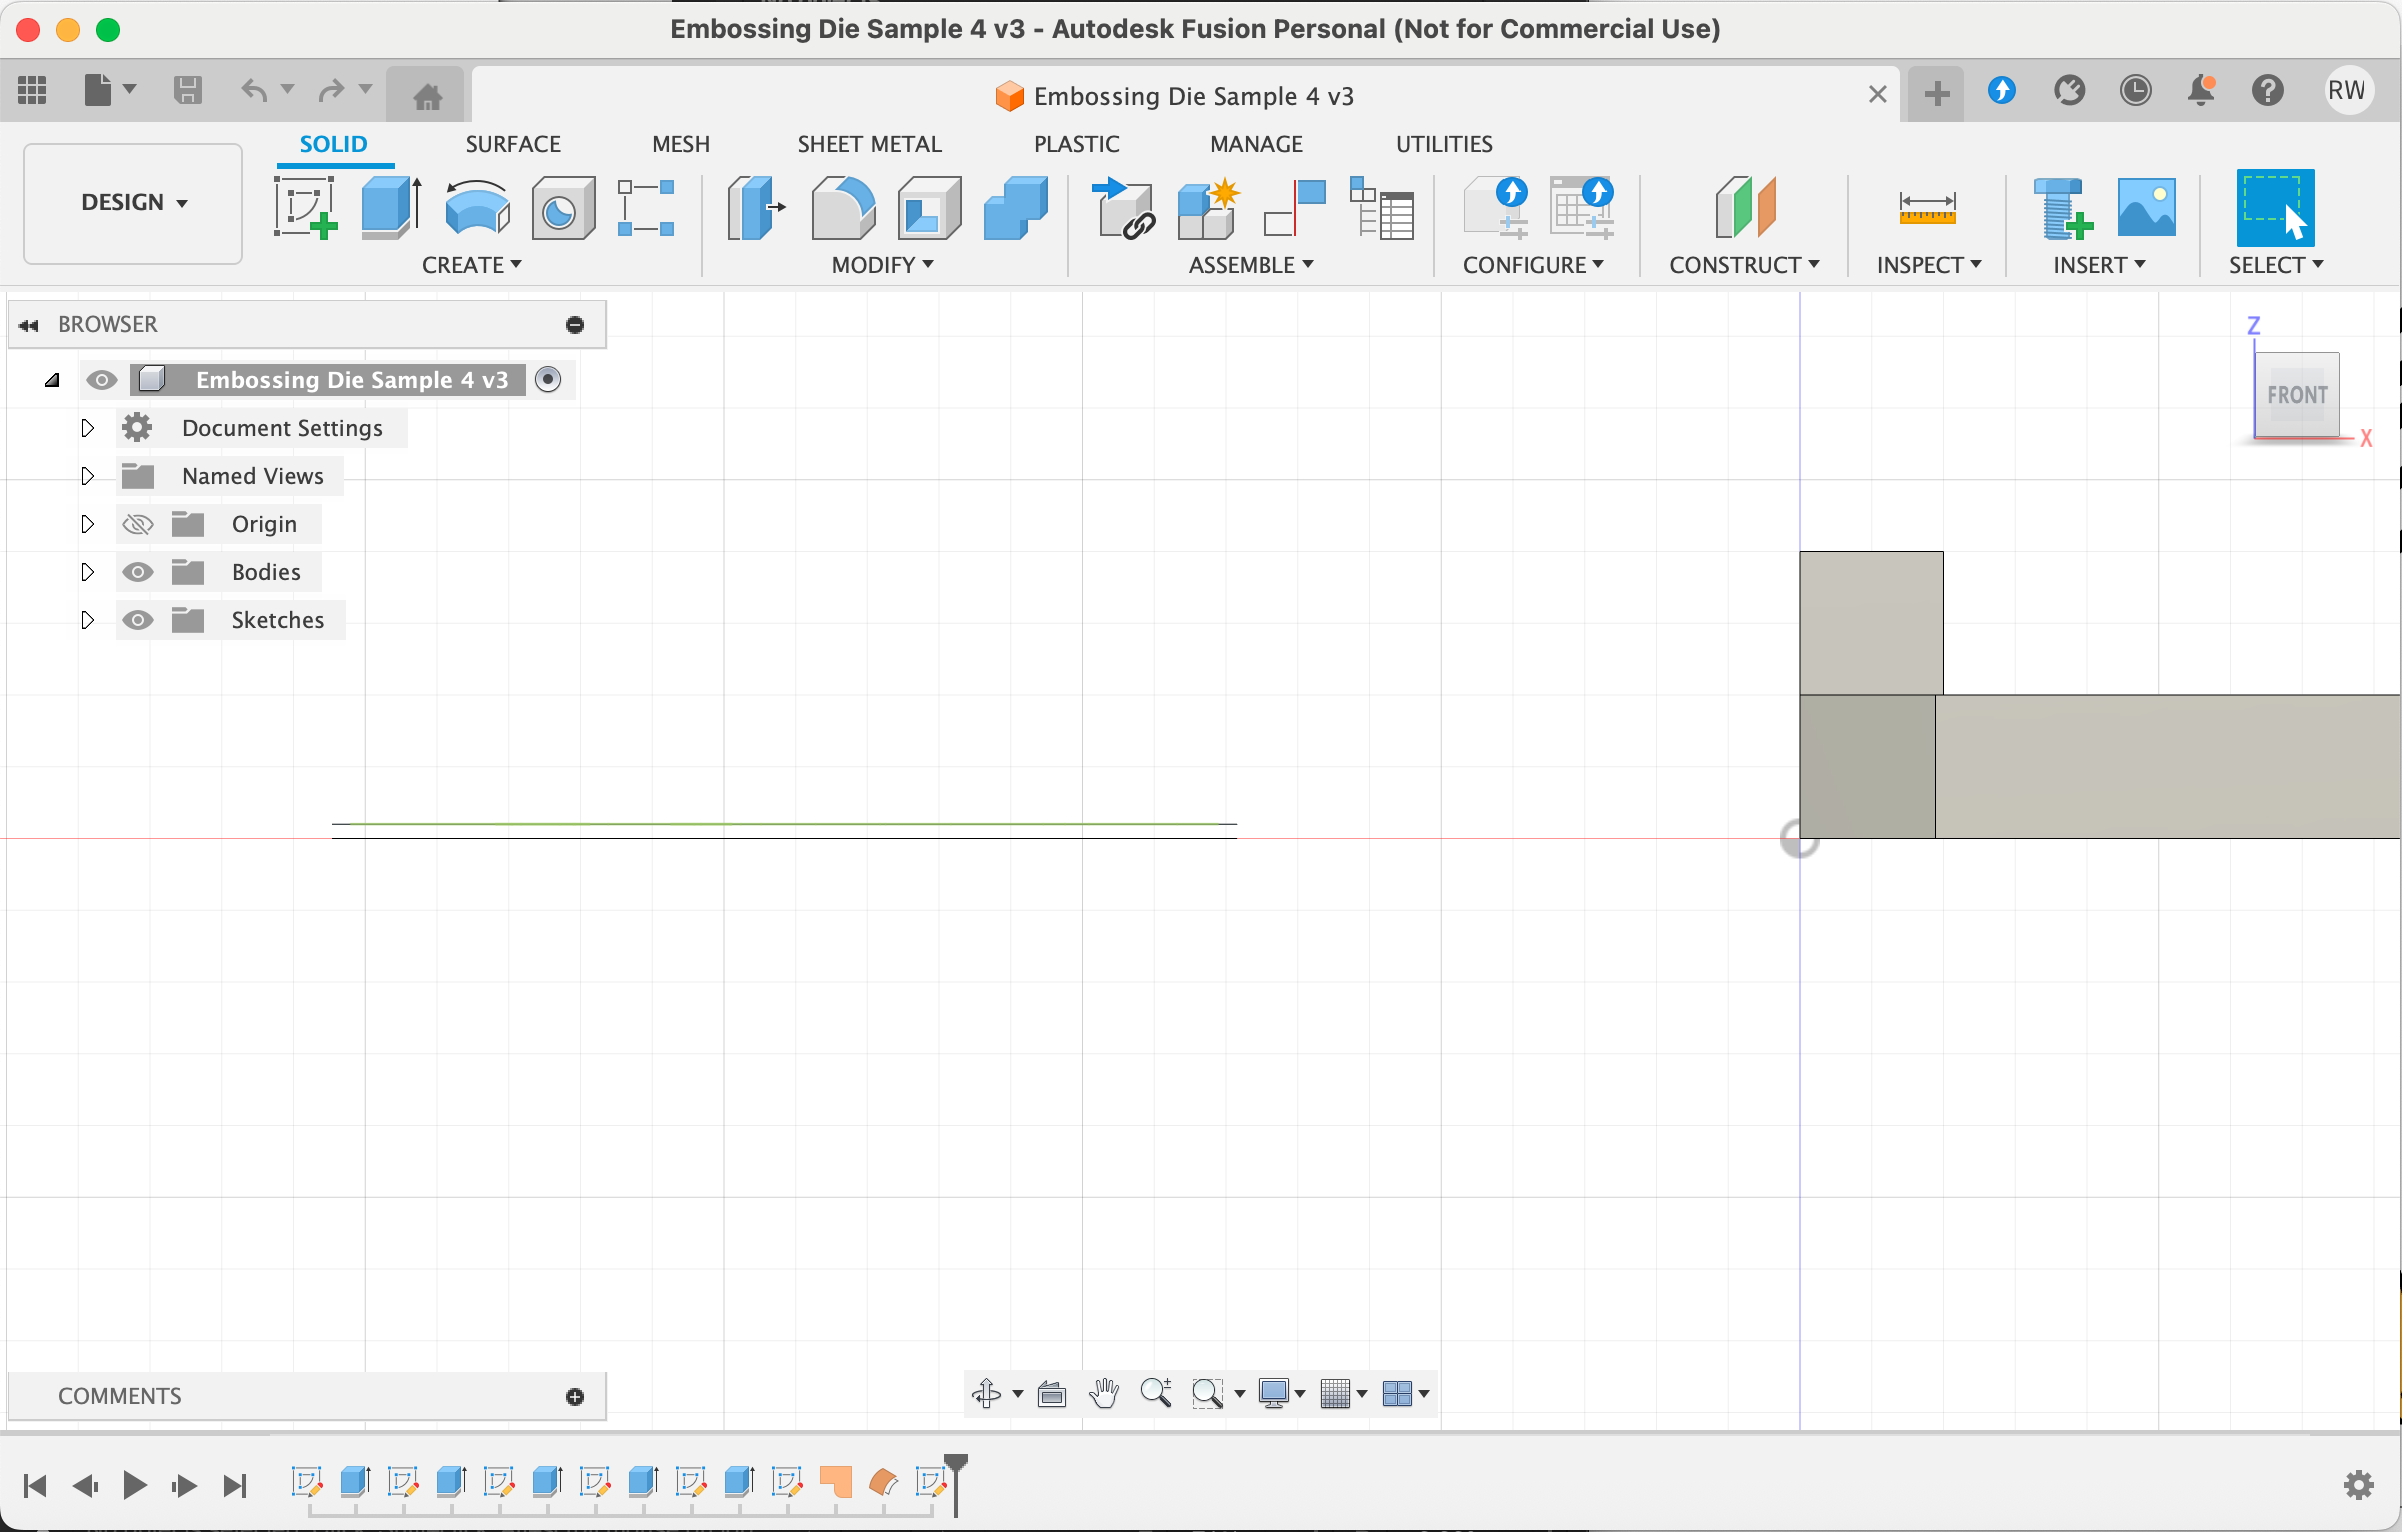 Embossing Die Sample 4 v3 - Autodesk Fusion Personal (Not for Commercial Use)
Embossing Die Sample 4 v3
RW
SOLID SURFACE MESH SHEET METAL PLASTIC MANAGE UTILITIES
DESIGN
CREATE MODIFY ASSEMBLE CONFIGURE CONSTRUCT INSPECT INSERT SELECT
BROWSER
Embossing Die Sample 4 v3
Document Settings
Named Views
Origin
Bodies
Sketches
Z
FRONT
X
COMMENTS